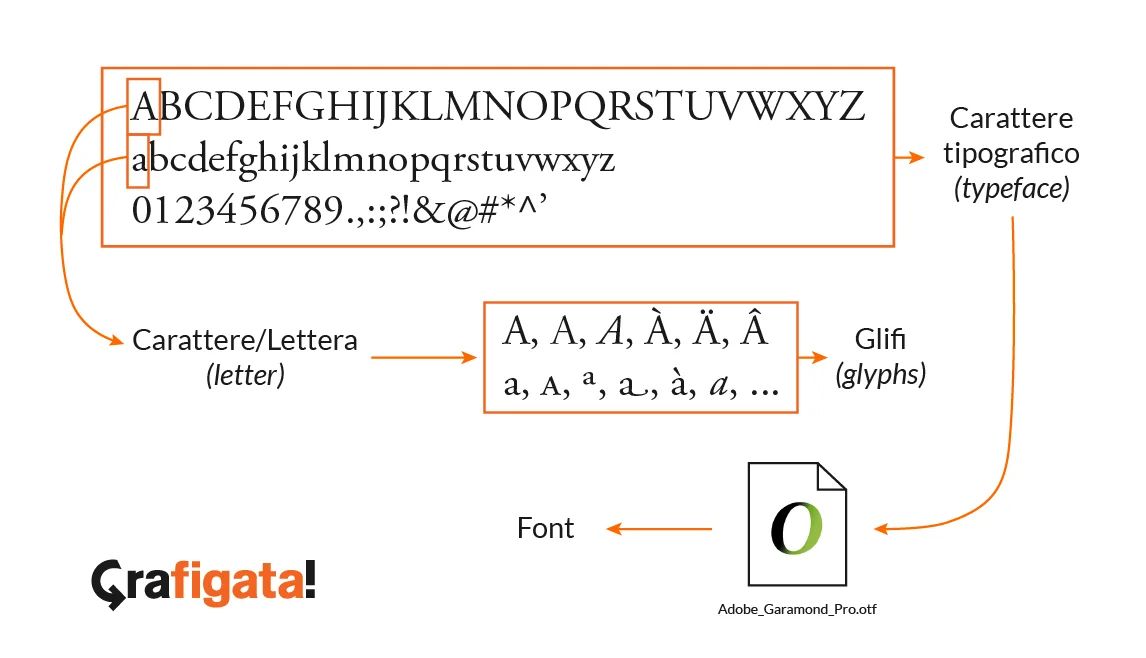 ABCDEFGHIJKLMNOPQRSTUVWXYZ
abcdefghijklmnopqrstuvwxyz
0123456789.,:;?!&@#*^’
Carattere
tipografico
(typeface)
Carattere/Lettera
(letter)
A, A, A, À, Ä, Â
a, ᴀ, ª, a, à, a, ...
Glifi
(glyphs)
Font
O
Adobe_Garamond_Pro.otf
Grafigata!